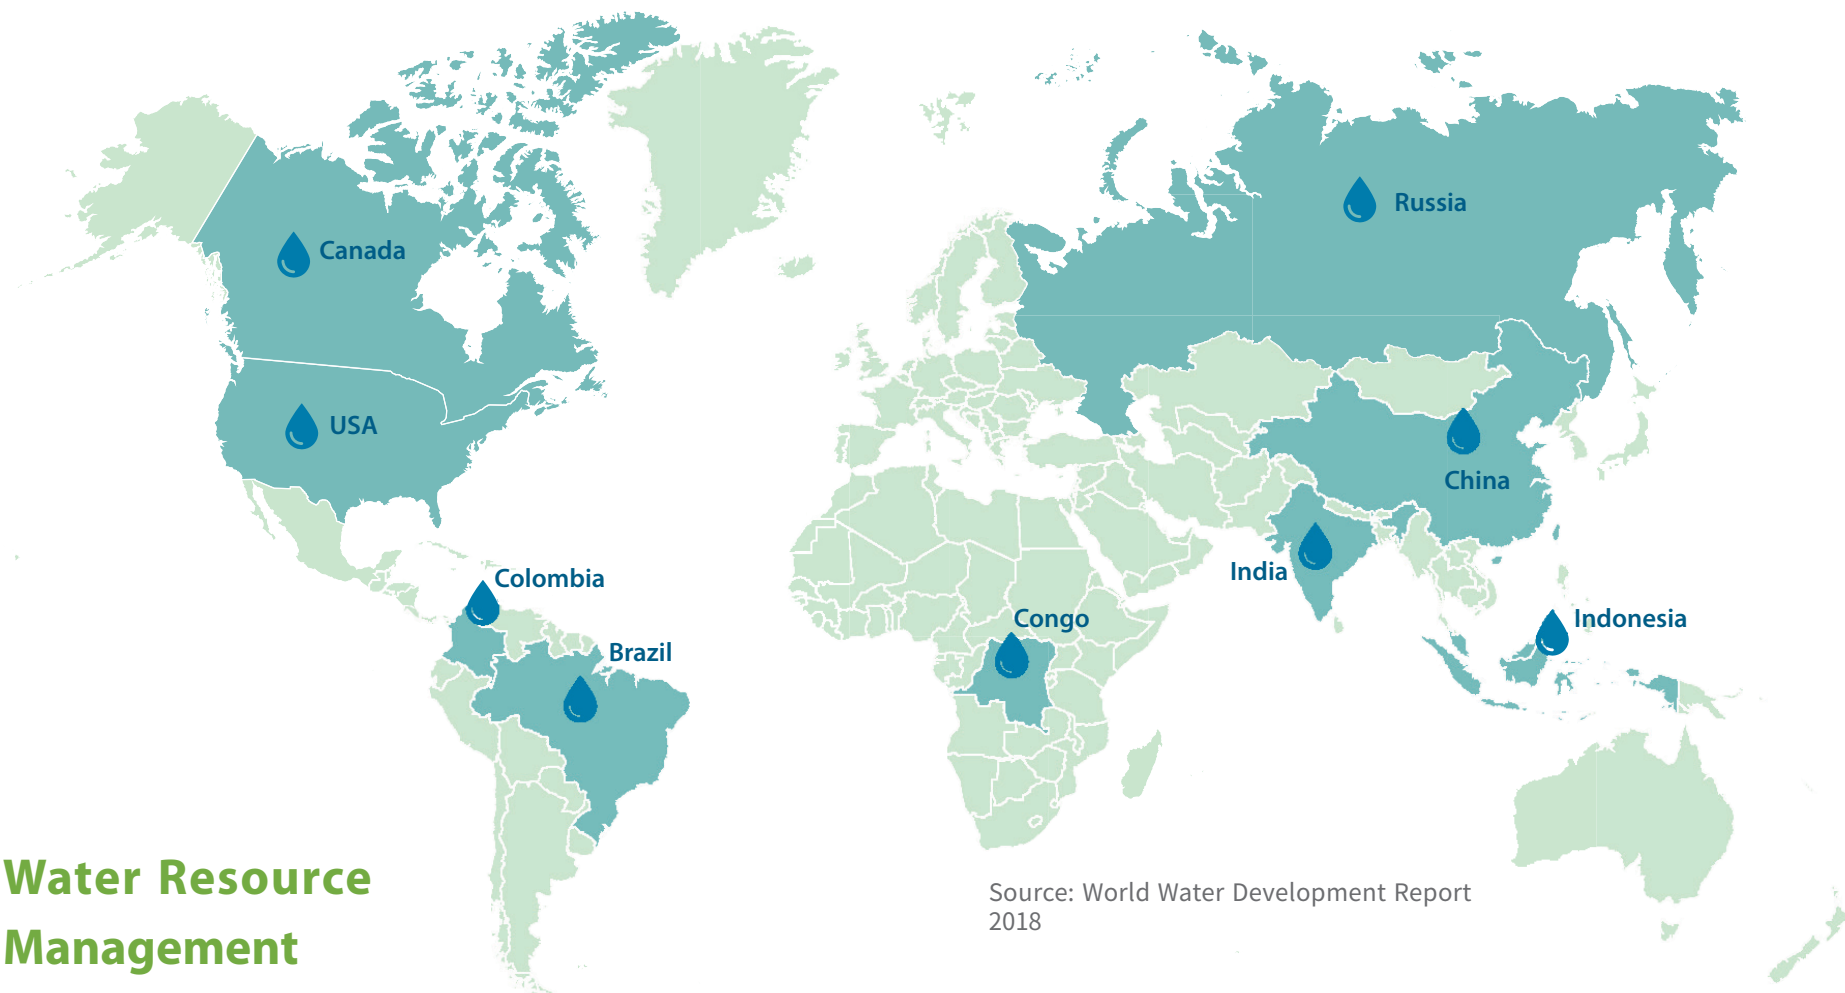 Russia
Canada
USA
China
India
Colombia
Congo
Indonesia
Brazil
Water Resource
Management
Source: World Water Development Report
2018